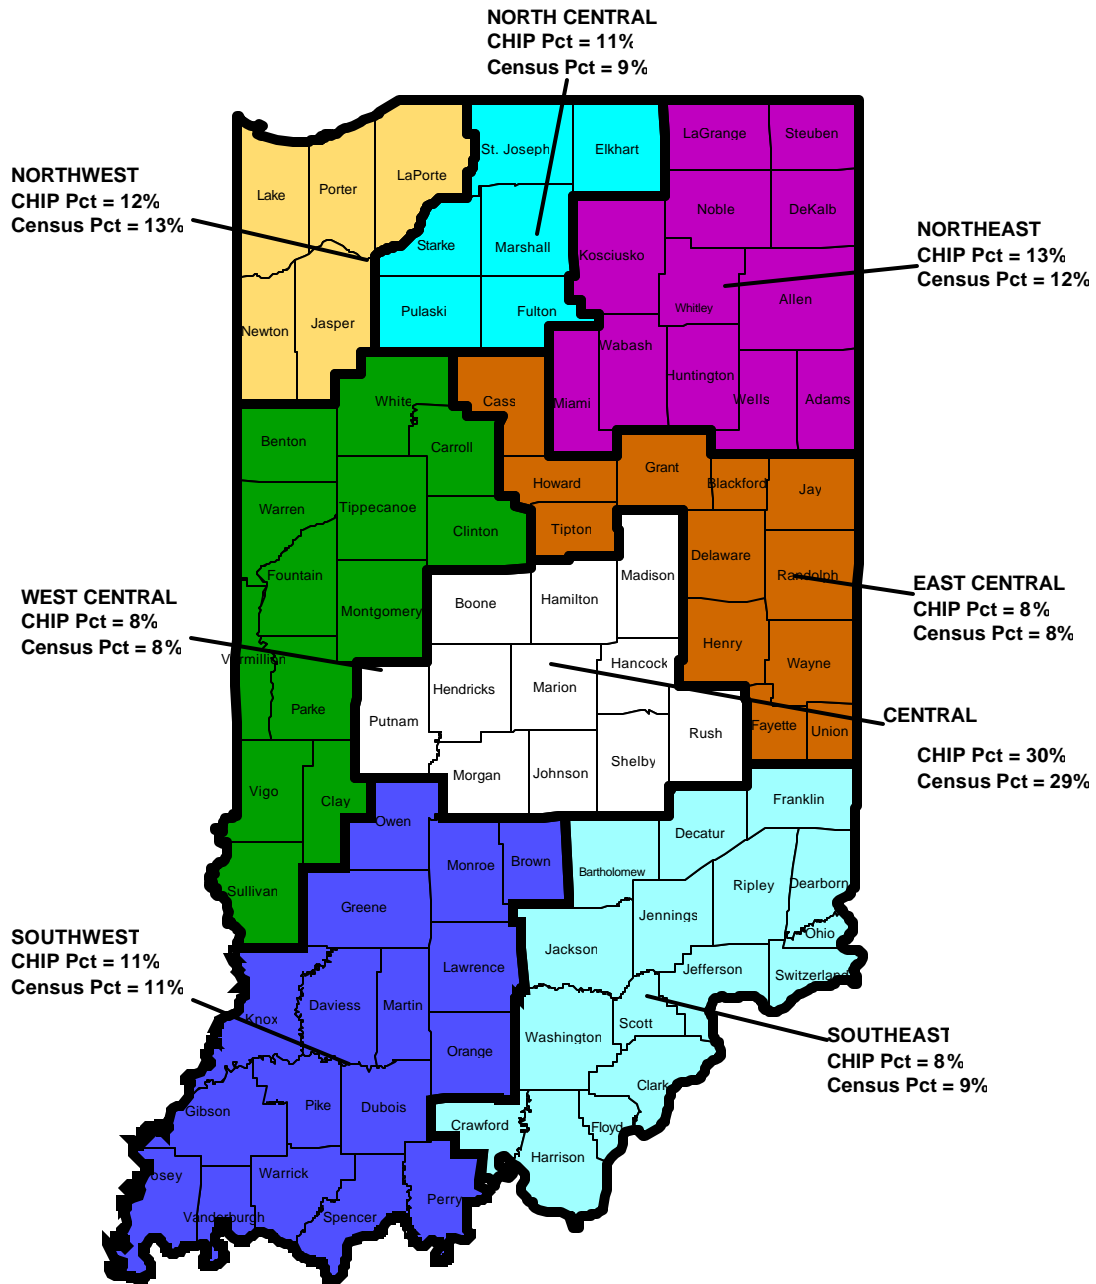 NORTH CENTRAL
CHIP Pct = 11%
Census Pct = 9%
NORTHWEST
CHIP Pct = 12%
Census Pct = 13%
NORTHEAST
CHIP Pct = 13%
Census Pct = 12%
WEST CENTRAL
CHIP Pct = 8%
Census Pct = 8%
EAST CENTRAL
CHIP Pct = 8%
Census Pct = 8%
CENTRAL
CHIP Pct = 30%
Census Pct = 29%
SOUTHWEST
CHIP Pct = 11%
Census Pct = 11%
SOUTHEAST
CHIP Pct = 8%
Census Pct = 9%
LaGrange
Steuben
St. Joseph
Elkhart
LaPorte
Porter
Lake
Noble
DeKalb
Starke
Marshall
Kosciusko
Whitley
Allen
Pulaski
Fulton
Newton
Jasper
Wabash
Huntington
Miami
Wells
Adams
White
Cass
Benton
Carroll
Howard
Grant
Blackford
Jay
Warren
Tippecanoe
Clinton
Tipton
Delaware
Randolph
Fountain
Montgomery
Boone
Hamilton
Madison
Henry
Wayne
Vermillion
Parke
Putnam
Hendricks
Marion
Hancock
Fayette
Union
Rush
Morgan
Johnson
Shelby
Vigo
Clay
Owen
Franklin
Decatur
Sullivan
Monroe
Brown
Bartholomew
Ripley
Dearborn
Greene
Jennings
Ohio
Jackson
Jefferson
Switzerland
Lawrence
Knox
Daviess
Martin
Washington
Scott
Orange
Clark
Gibson
Pike
Dubois
Crawford
Floyd
Harrison
osey
Warrick
Perry
Vanderburgh
Spencer